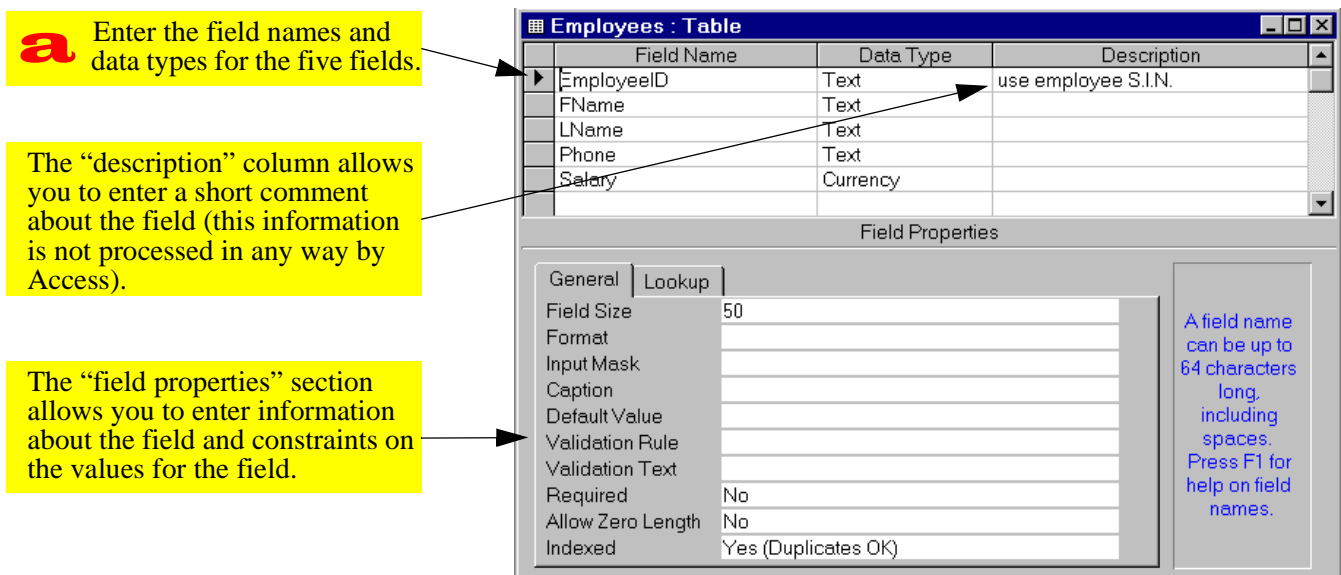 a Enter the field names and
data types for the five fields.
The “description” column allows
you to enter a short comment
about the field (this information
is not processed in any way by
Access).
The “field properties” section
allows you to enter information
about the field and constraints on
the values for the field.
Employees : Table
Field Name Data Type Description
EmployeeID Text use employee S.I.N.
FName Text
LName Text
Phone Text
Salary Currency
Field Properties
General Lookup
Field Size 50
Format
Input Mask
Caption
Default Value
Validation Rule
Validation Text
Required No
Allow Zero Length No
Indexed Yes (Duplicates OK)
A field name
can be up to
64 characters
long,
including
spaces.
Press F1 for
help on field
names.